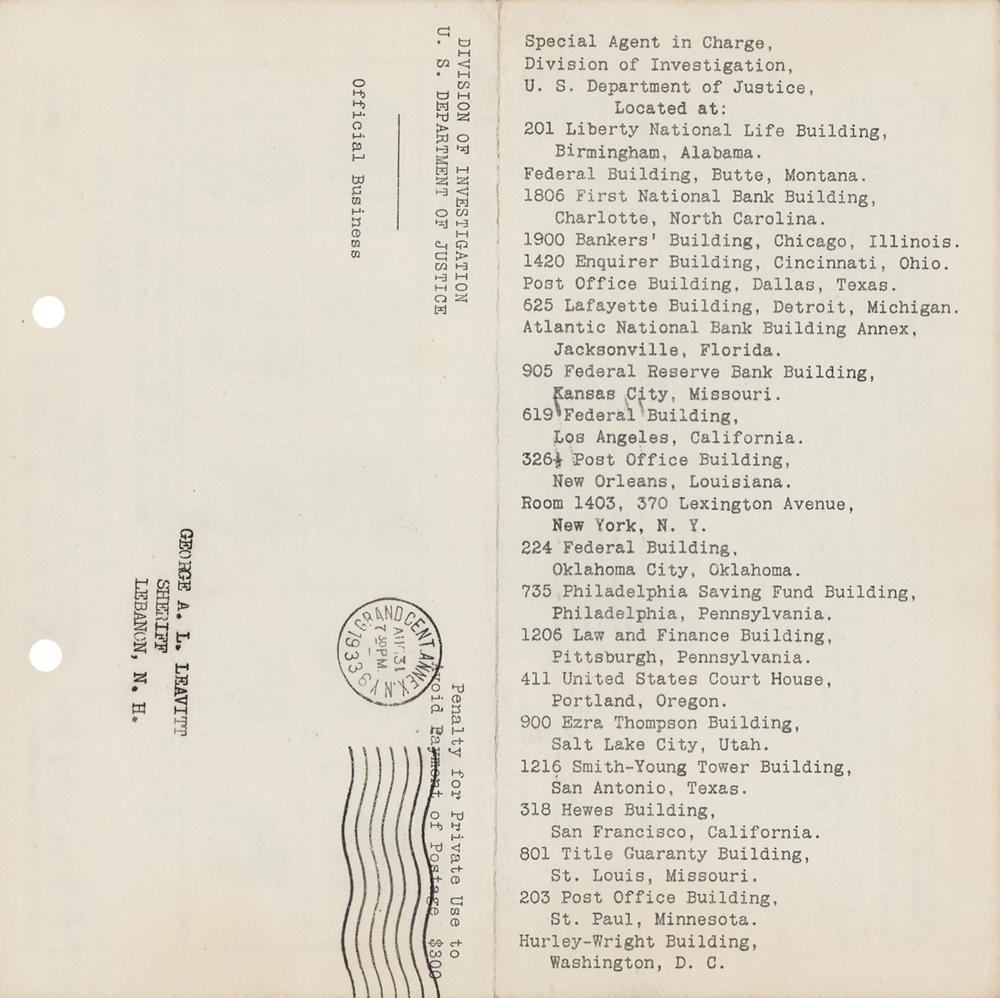 DIVISION OF INVESTIGATION
U. S. DEPARTMENT OF JUSTICE
Official Business
Penalty for Private Use to
Avoid Payment of Postage $300
GRAND CENT. ANNEX. N.Y.
AUG 31
7 30 PM
1933
GEORGE A. L. LEAVITT
SHERIFF
LEBANON, N. H.
Special Agent in Charge,
Division of Investigation,
U. S. Department of Justice,
Located at:
201 Liberty National Life Building,
Birmingham, Alabama.
Federal Building, Butte, Montana.
1806 First National Bank Building,
Charlotte, North Carolina.
1900 Bankers' Building, Chicago, Illinois.
1420 Enquirer Building, Cincinnati, Ohio.
Post Office Building, Dallas, Texas.
625 Lafayette Building, Detroit, Michigan.
Atlantic National Bank Building Annex,
Jacksonville, Florida.
905 Federal Reserve Bank Building,
Kansas City, Missouri.
619 Federal Building,
Los Angeles, California.
326½ Post Office Building,
New Orleans, Louisiana.
Room 1403, 370 Lexington Avenue,
New York, N. Y.
224 Federal Building,
Oklahoma City, Oklahoma.
735 Philadelphia Saving Fund Building,
Philadelphia, Pennsylvania.
1206 Law and Finance Building,
Pittsburgh, Pennsylvania.
411 United States Court House,
Portland, Oregon.
900 Ezra Thompson Building,
Salt Lake City, Utah.
1216 Smith-Young Tower Building,
San Antonio, Texas.
318 Hewes Building,
San Francisco, California.
801 Title Guaranty Building,
St. Louis, Missouri.
203 Post Office Building,
St. Paul, Minnesota.
Hurley-Wright Building,
Washington, D. C.